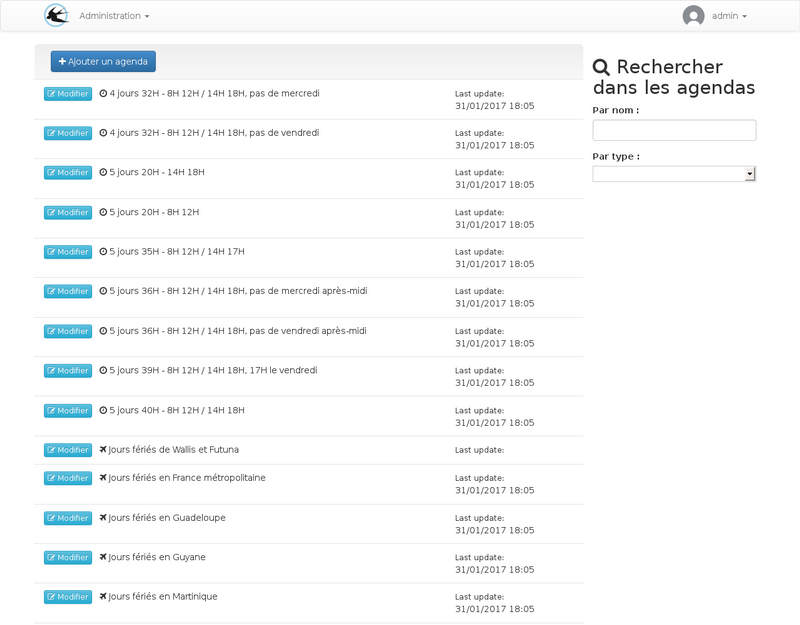 Administration
admin
Ajouter un agenda
Modifier 4 jours 32H - 8H 12H / 14H 18H, pas de mercredi Last update:
31/01/2017 18:05
Modifier 4 jours 32H - 8H 12H / 14H 18H, pas de vendredi Last update:
31/01/2017 18:05
Modifier 5 jours 20H - 14H 18H Last update:
31/01/2017 18:05
Modifier 5 jours 20H - 8H 12H Last update:
31/01/2017 18:05
Modifier 5 jours 35H - 8H 12H / 14H 17H Last update:
31/01/2017 18:05
Modifier 5 jours 36H - 8H 12H / 14H 18H, pas de mercredi après-midi Last update:
31/01/2017 18:05
Modifier 5 jours 36H - 8H 12H / 14H 18H, pas de vendredi après-midi Last update:
31/01/2017 18:05
Modifier 5 jours 39H - 8H 12H / 14H 18H, 17H le vendredi Last update:
31/01/2017 18:05
Modifier 5 jours 40H - 8H 12H / 14H 18H Last update:
31/01/2017 18:05
Modifier Jours fériés de Wallis et Futuna Last update:
Modifier Jours fériés en France métropolitaine Last update:
31/01/2017 18:05
Modifier Jours fériés en Guadeloupe Last update:
31/01/2017 18:05
Modifier Jours fériés en Guyane Last update:
31/01/2017 18:05
Modifier Jours fériés en Martinique Last update:
31/01/2017 18:05
Rechercher
dans les agendas
Par nom :
Par type :